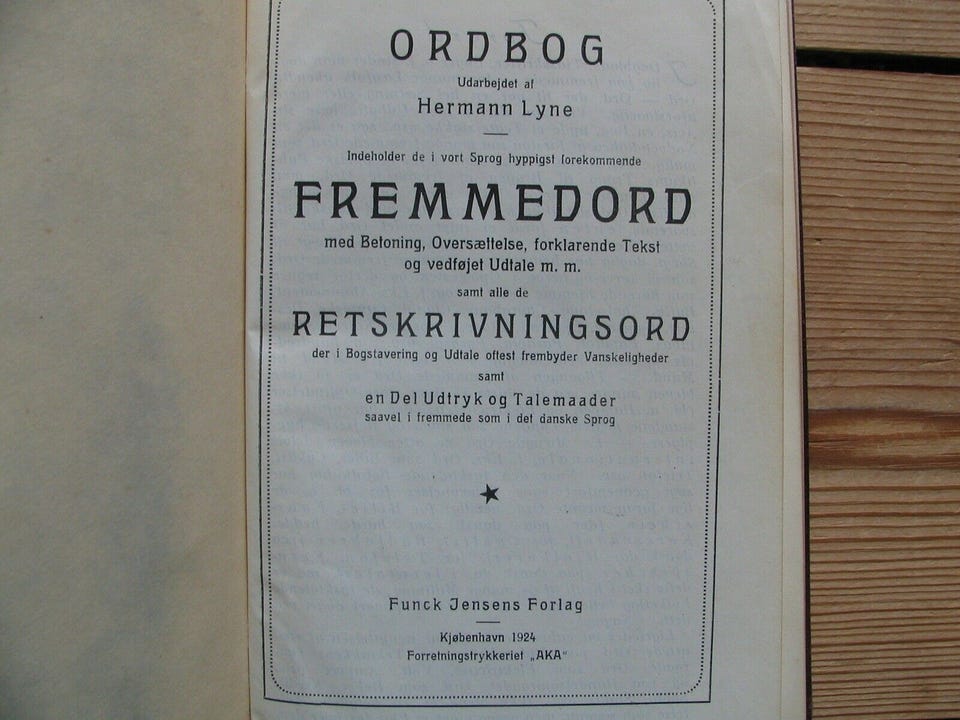 ORDBOG
Udarbejdet af
Hermann Lyne
Indeholder de i vort Sprog hyppigst forekommende
FREMMEDORD
med Betoning, Oversættelse, forklarende Tekst
og vedføjet Udtale m. m.
samt alle de
RETSKRIVNINGSORD
der i Bogstavering og Udtale oftest frembyder Vanskeligheder
samt
en Del Udtryk og Talemaader
saavel i fremmede som i det danske Sprog
Funck Jensens Forlag
Kjøbenhavn 1924
Forretningstrykkeriet „AKA“